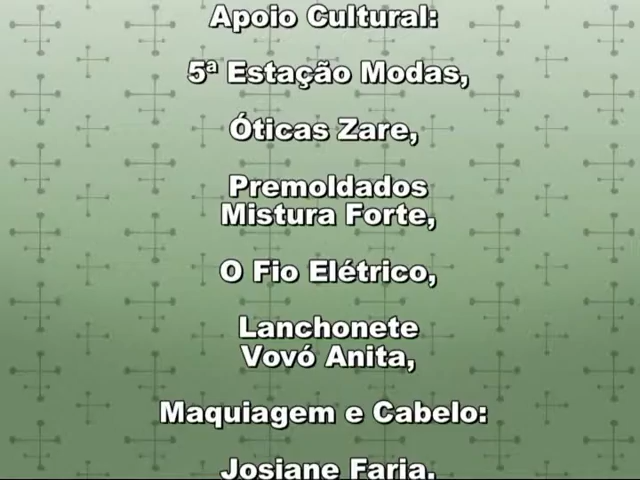 Apoio Cultural:
5ª Estação Modas,
Óticas Zare,
Premoldados
Mistura Forte,
O Fio Elétrico,
Lanchonete
Vovó Anita,
Maquiagem e Cabelo:
Josiane Faria.